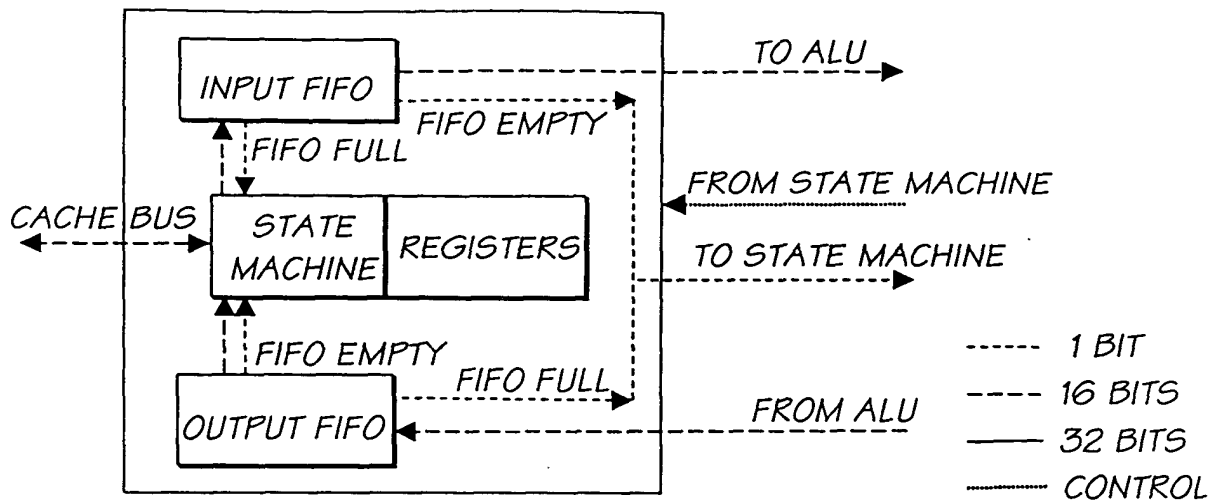 TO ALU
INPUT FIFO
FIFO EMPTY
FIFO FULL
FROM STATE MACHINE
CACHE BUS
STATE
MACHINE
REGISTERS
TO STATE MACHINE
FIFO EMPTY
1 BIT
FIFO FULL
16 BITS
OUTPUT FIFO
FROM ALU
32 BITS
CONTROL